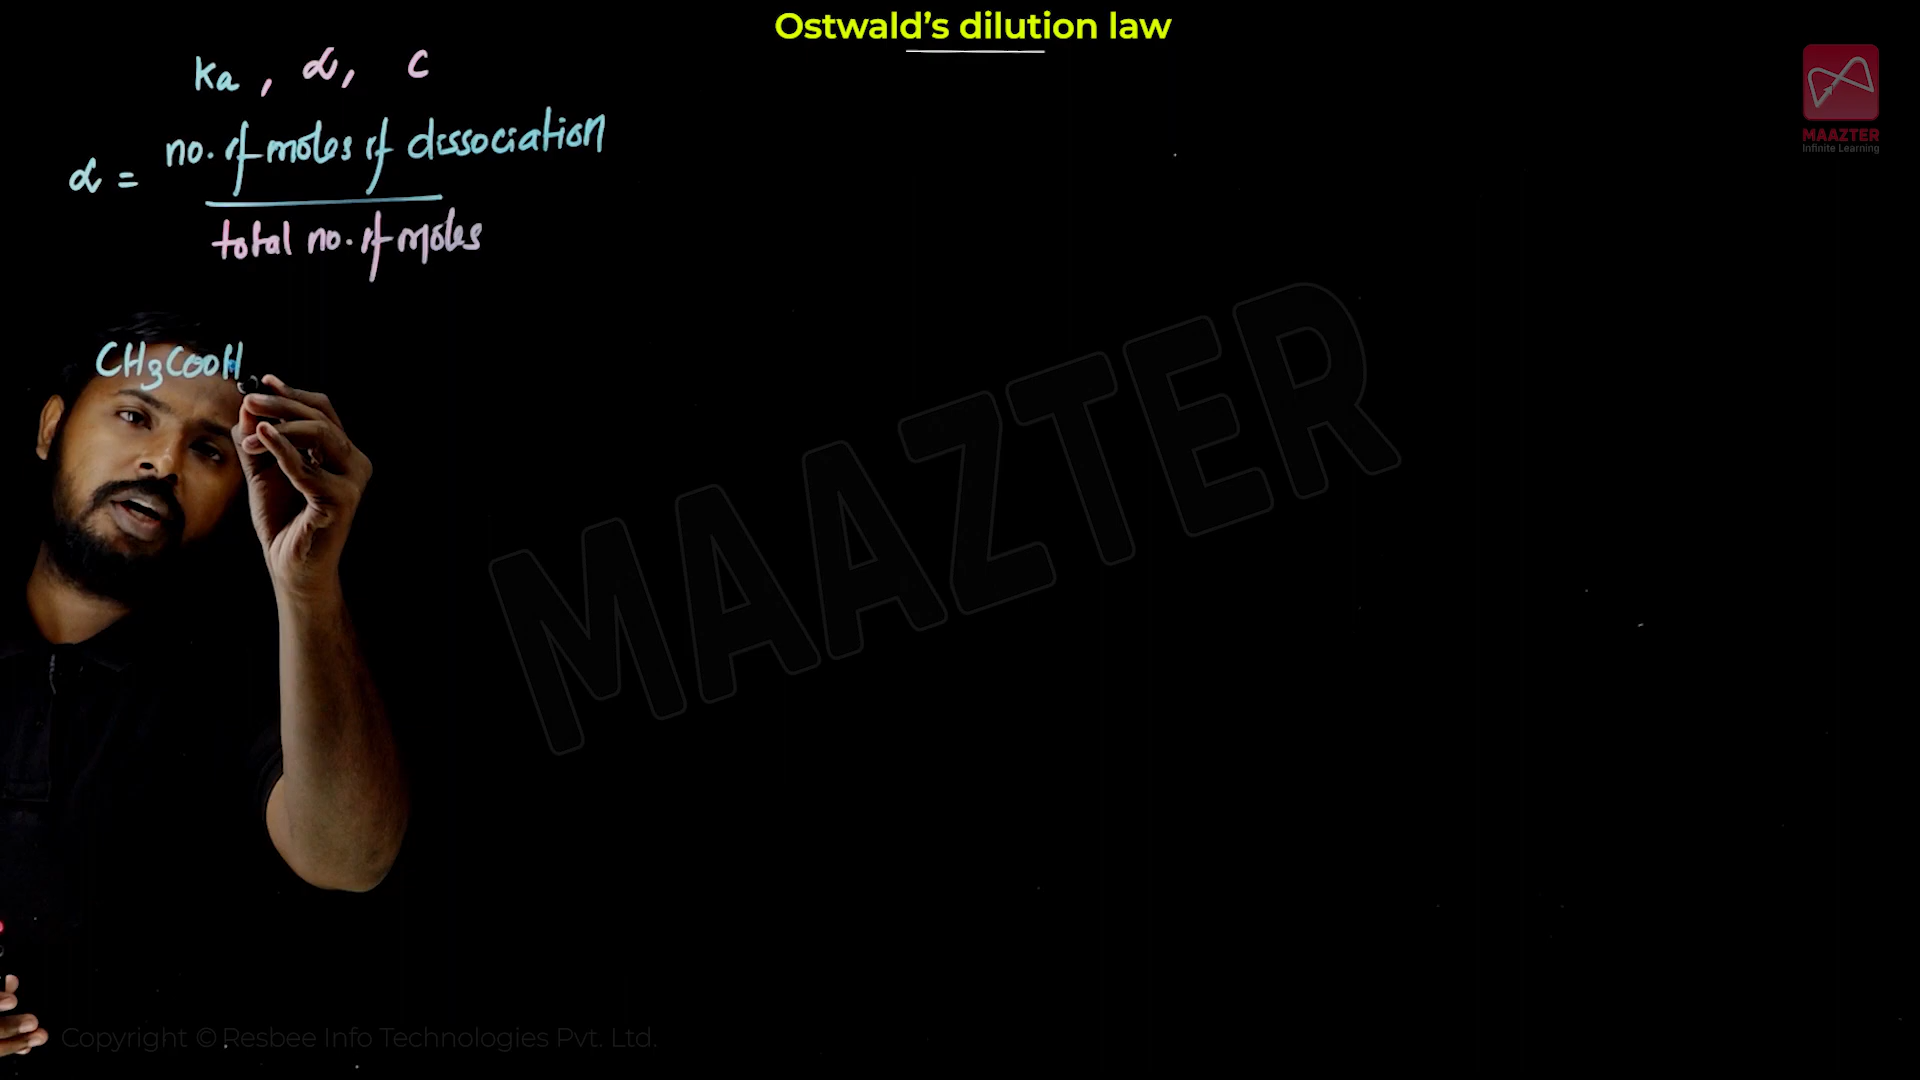 Ostwald's dilution law
Ka, α, C
α = no. of moles of dissociation
total no. of moles
CH3COOH
MAAZTER
Infinite Learning
MAAZTER
Copyright © Resbee Info Technologies Pvt. Ltd.